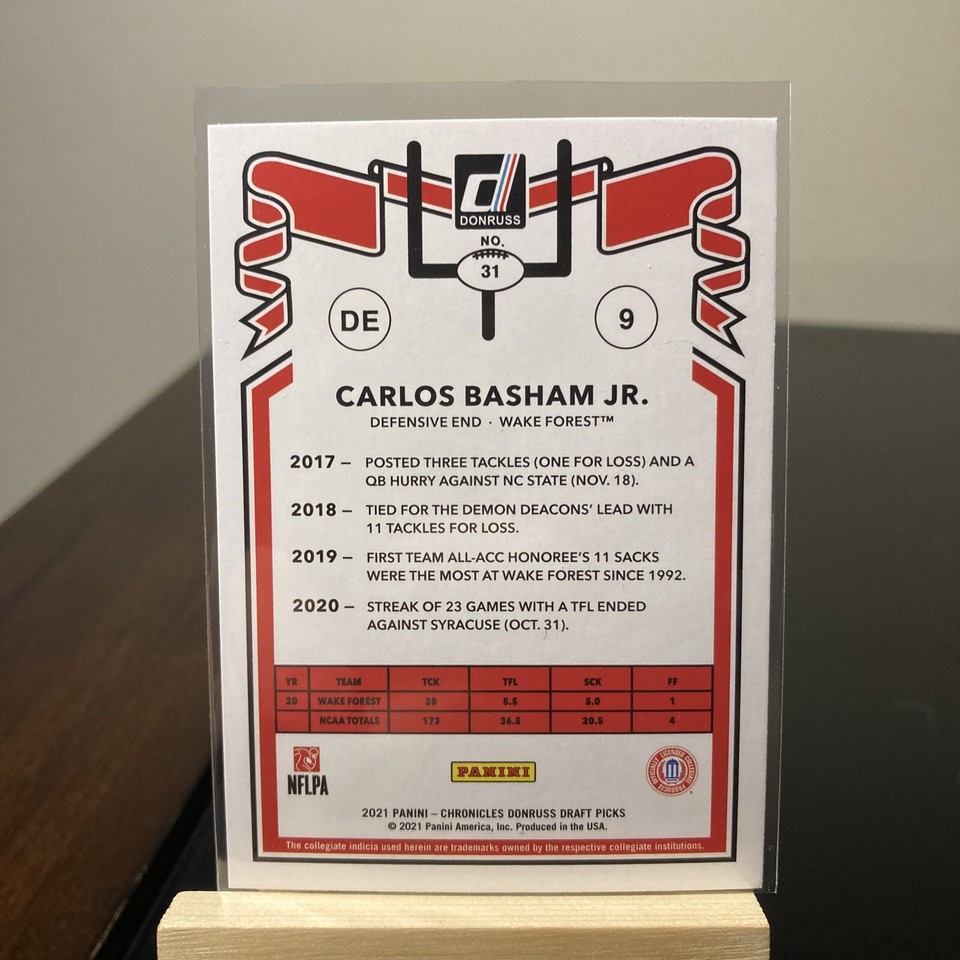 d
DONRUSS
NO.
31
DE
9
CARLOS BASHAM JR.
DEFENSIVE END · WAKE FOREST™
2017 – POSTED THREE TACKLES (ONE FOR LOSS) AND A
QB HURRY AGAINST NC STATE (NOV. 18).
2018 – TIED FOR THE DEMON DEACONS' LEAD WITH
11 TACKLES FOR LOSS.
2019 – FIRST TEAM ALL-ACC HONOREE'S 11 SACKS
WERE THE MOST AT WAKE FOREST SINCE 1992.
2020 – STREAK OF 23 GAMES WITH A TFL ENDED
AGAINST SYRACUSE (OCT. 31).
YR TEAM TCK TFL SCK FF
20 WAKE FOREST 28 5.5 5.0 1
NCAA TOTALS 173 36.5 20.5 4
NFLPA
PANINI
OFFICIALLY LICENSED COLLEGIATE PRODUCTS
2021 PANINI – CHRONICLES DONRUSS DRAFT PICKS
© 2021 Panini America, Inc. Produced in the USA.
The collegiate indicia used herein are trademarks owned by the respective collegiate institutions.